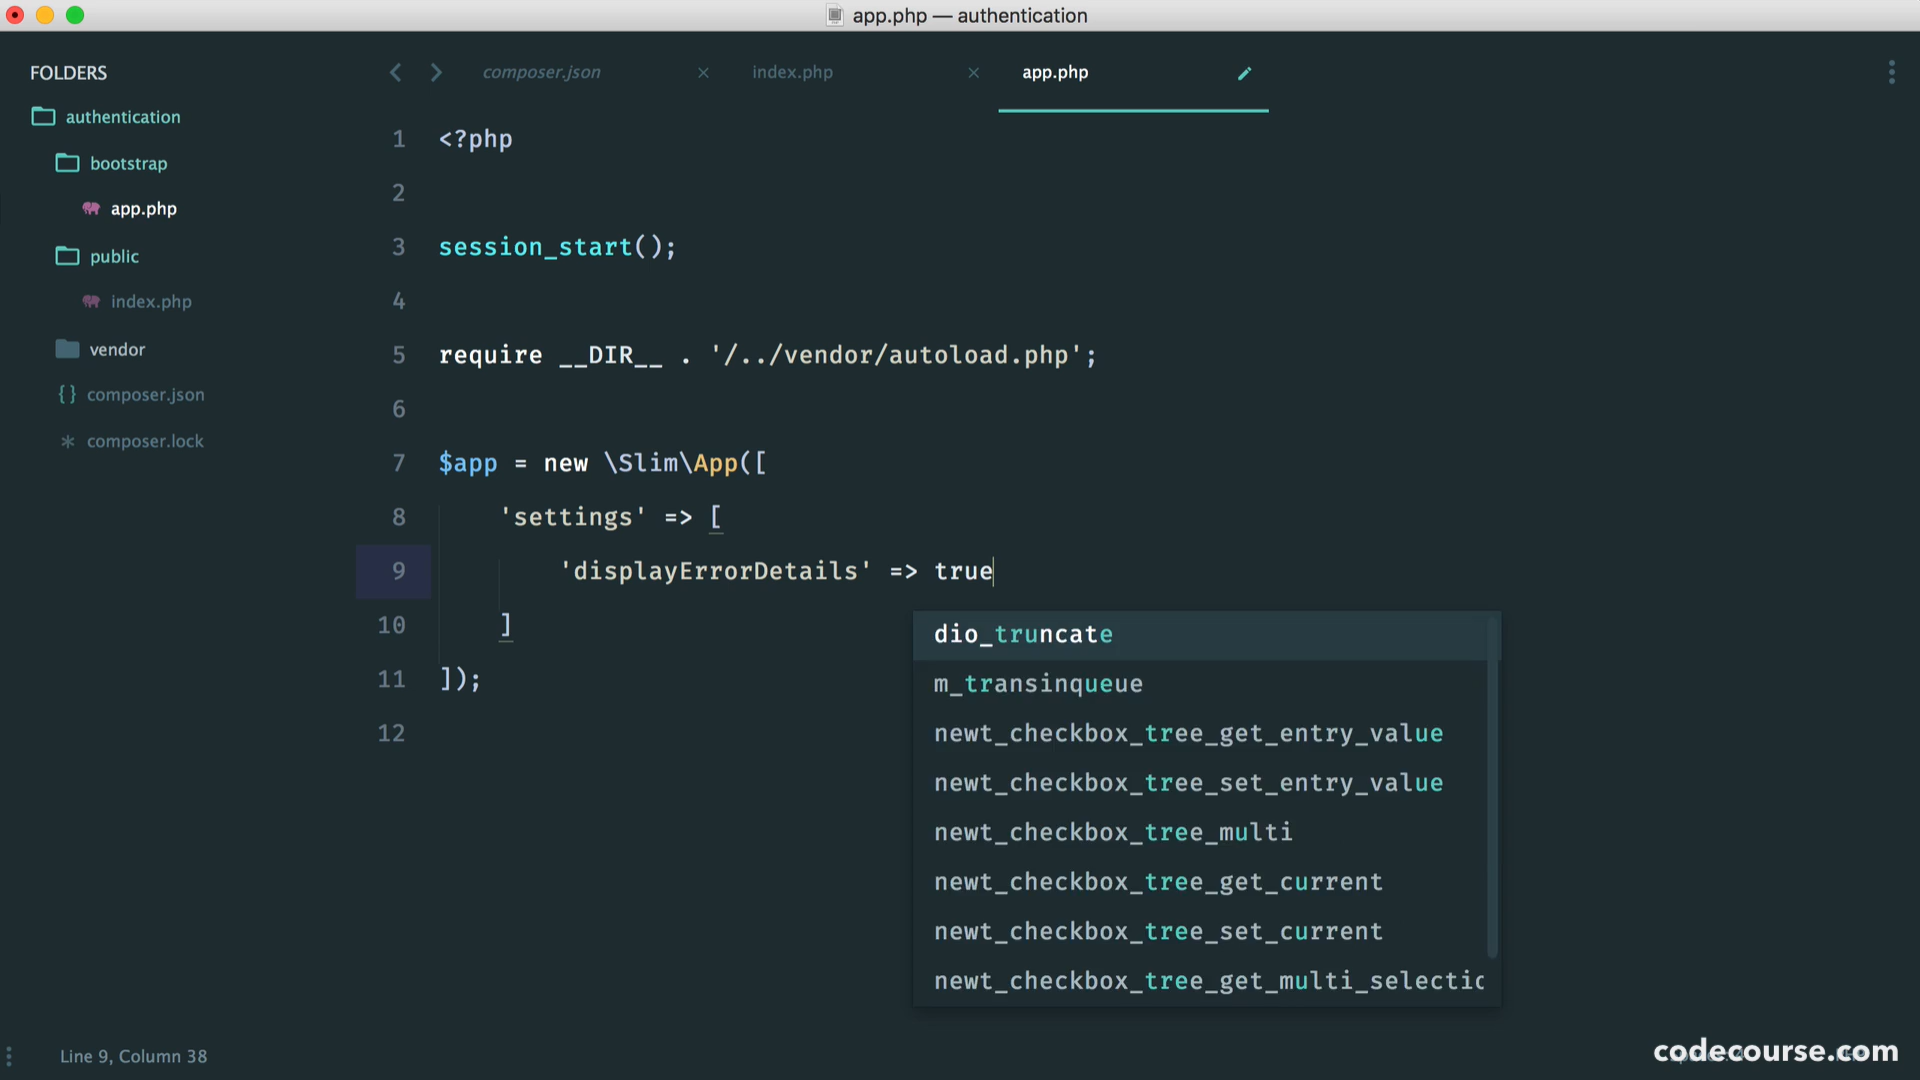 app.php — authentication
FOLDERS
authentication
bootstrap
app.php
public
index.php
vendor
{ } composer.json
* composer.lock
composer.json
index.php
app.php
1 <?php
2
3 session_start();
4
5 require __DIR__ . '/../vendor/autoload.php';
6
7 $app = new \Slim\App([
8 'settings' => [
9 'displayErrorDetails' => true
10 ]
11 ]);
12
dio_truncate
m_transinqueue
newt_checkbox_tree_get_entry_value
newt_checkbox_tree_set_entry_value
newt_checkbox_tree_multi
newt_checkbox_tree_get_current
newt_checkbox_tree_set_current
newt_checkbox_tree_get_multi_selectio
Line 9, Column 38
codecourse.com